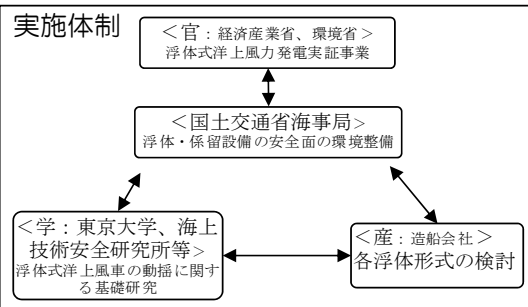 実施体制
＜官：経済産業省、環境省＞
浮体式洋上風力発電実証事業
＜国土交通省海事局＞
浮体・係留設備の安全面の環境整備
＜学：東京大学、海上
技術安全研究所等＞
浮体式洋上風車の動揺に関す
る基礎研究
＜産：造船会社＞
各浮体形式の検討